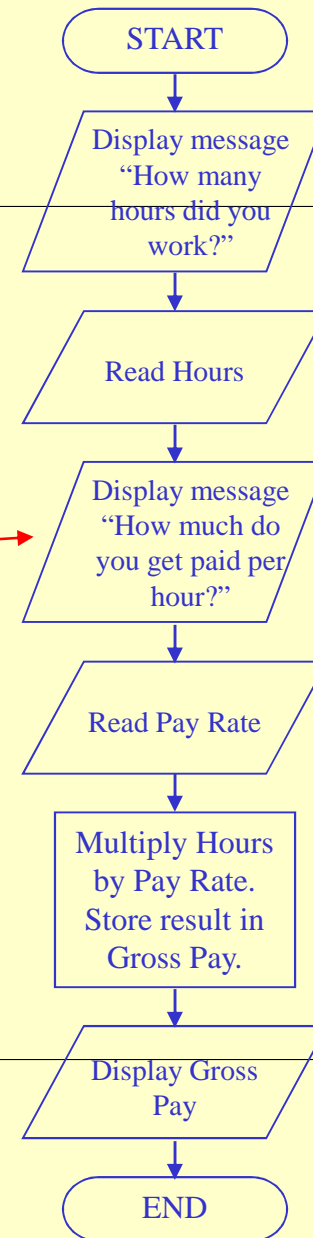 START
Display message
“How many
hours did you
work?”
Read Hours
Display message
“How much do
you get paid per
hour?”
Read Pay Rate
Multiply Hours
by Pay Rate.
Store result in
Gross Pay.
Display Gross
Pay
END